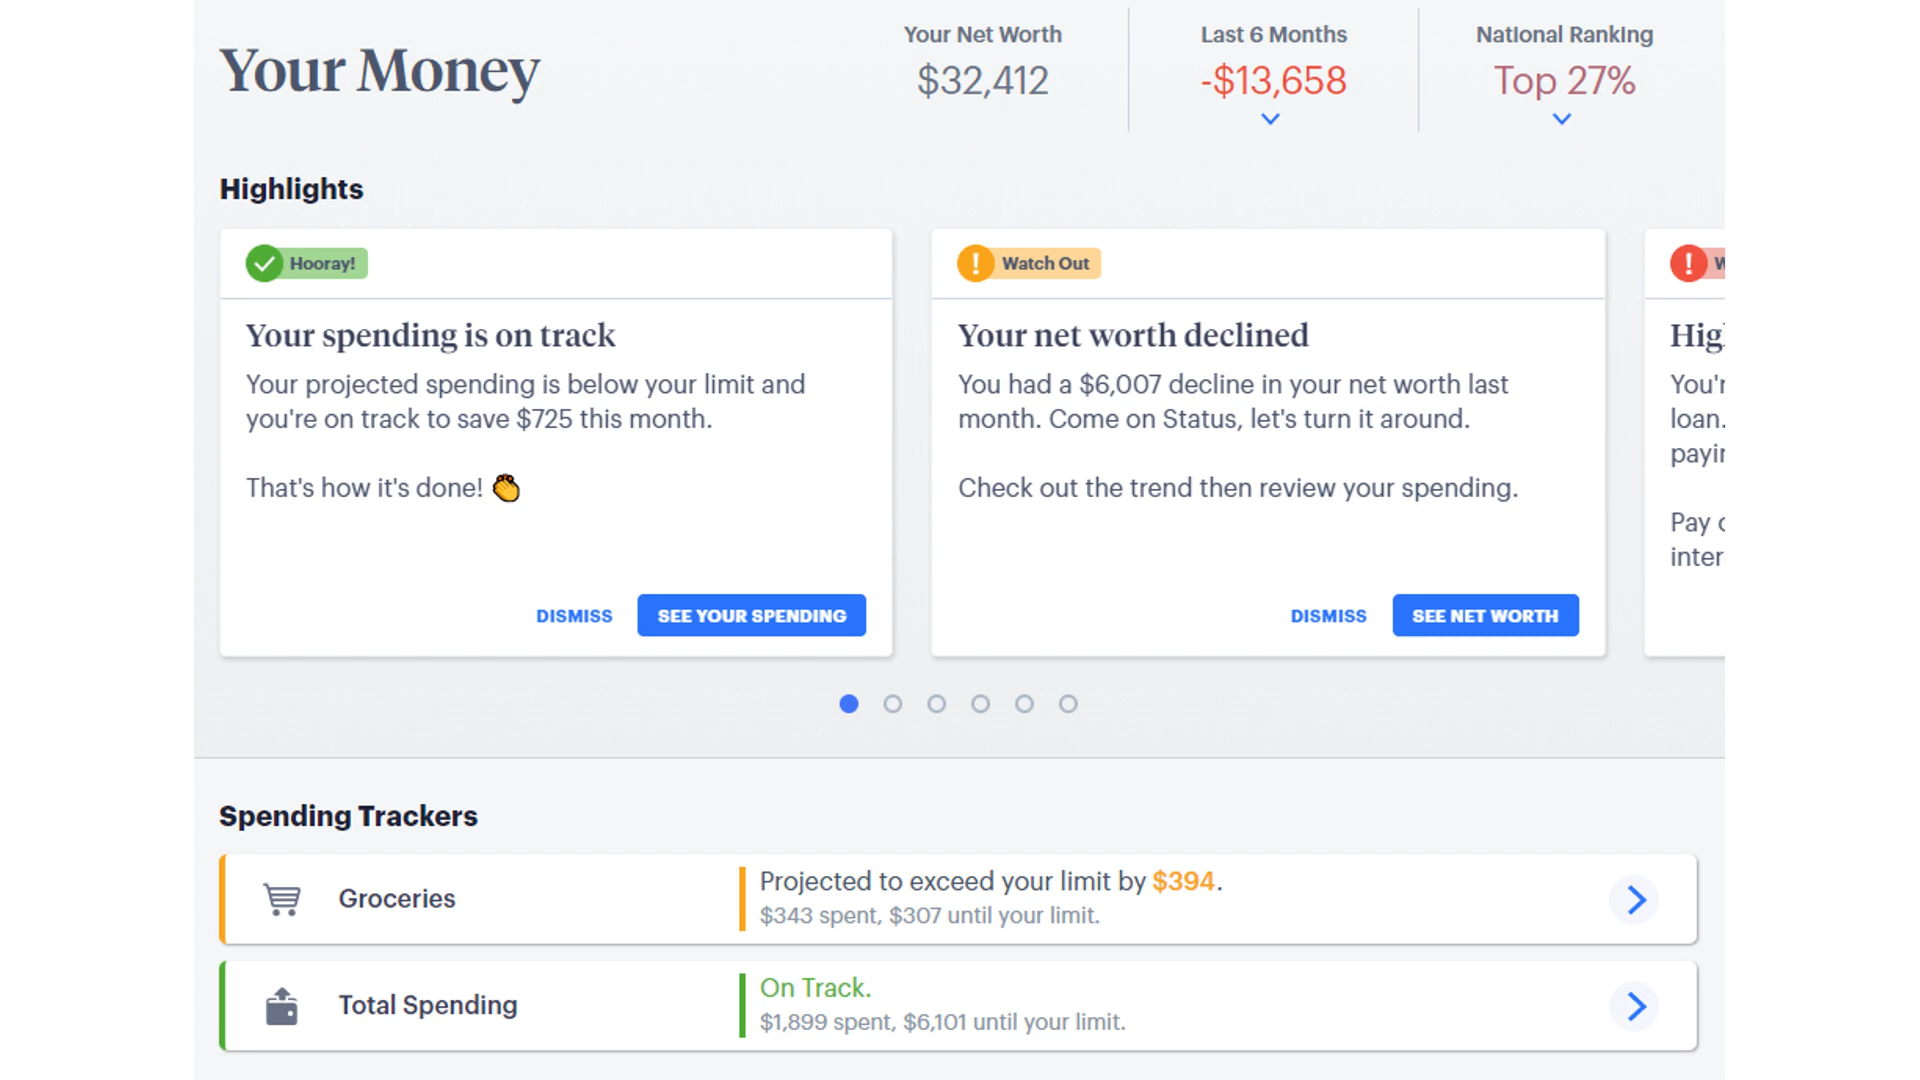 Your Money
Your Net Worth
$32,412
Last 6 Months
-$13,658
National Ranking
Top 27%
Highlights
Hooray!
Your spending is on track
Your projected spending is below your limit and
you're on track to save $725 this month.
That's how it's done!
DISMISS
SEE YOUR SPENDING
Watch Out
Your net worth declined
You had a $6,007 decline in your net worth last
month. Come on Status, let's turn it around.
Check out the trend then review your spending.
DISMISS
SEE NET WORTH
loan.
Pay
Spending Trackers
Groceries
Projected to exceed your limit by $394.
$343 spent, $307 until your limit.
Total Spending
On Track.
$1,899 spent, $6,101 until your limit.